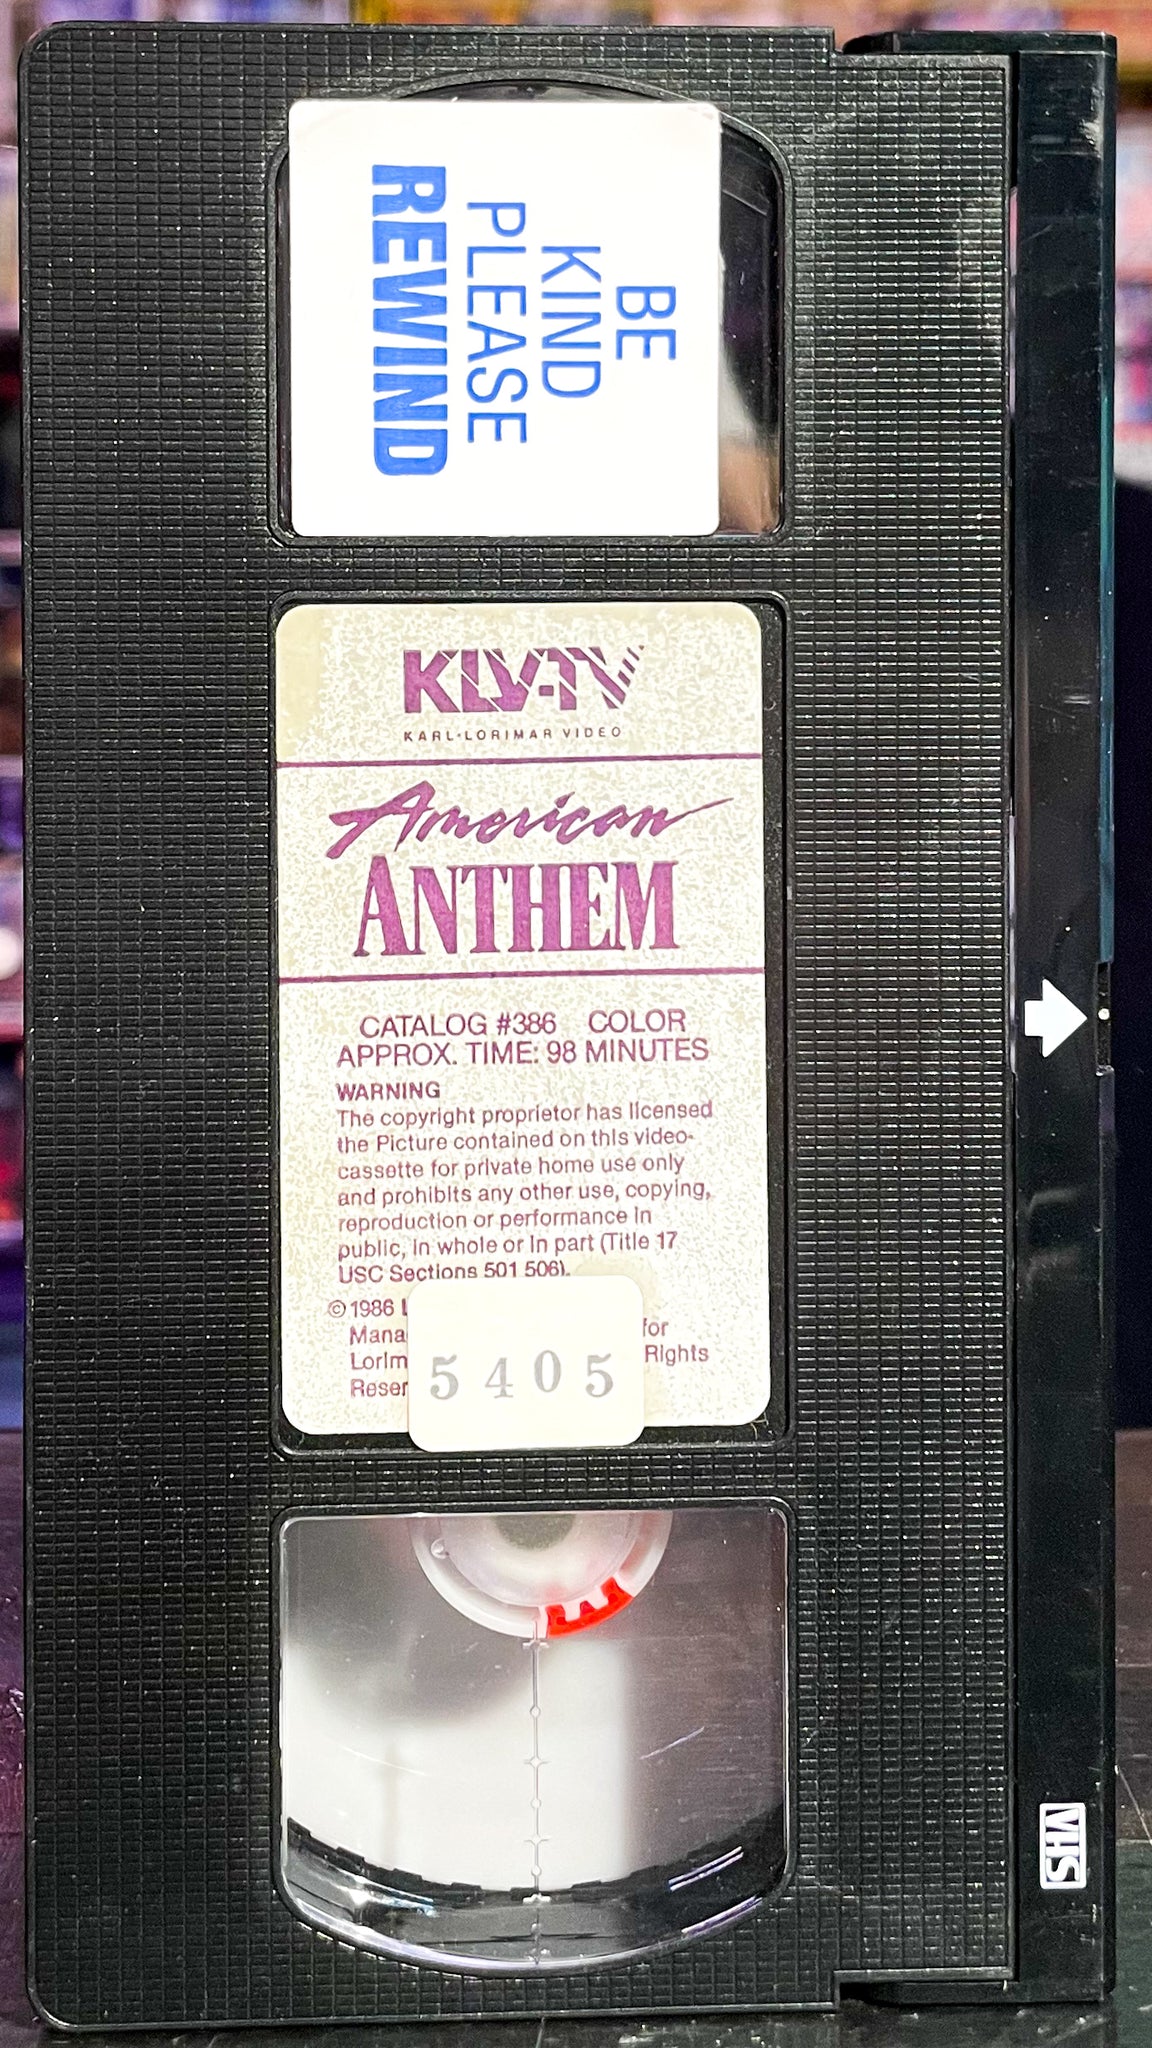 BE
KIND
PLEASE
REWIND
KLV-TV
KARL·LORIMAR VIDEO
American
ANTHEM
CATALOG #386 COLOR
APPROX. TIME: 98 MINUTES
WARNING
The copyright proprietor has licensed
the Picture contained on this video-
cassette for private home use only
and prohibits any other use, copying,
reproduction or performance in
public, in whole or in part (Title 17
USC Sections 501 506).
© 1986
for
Rights
5405
VHS